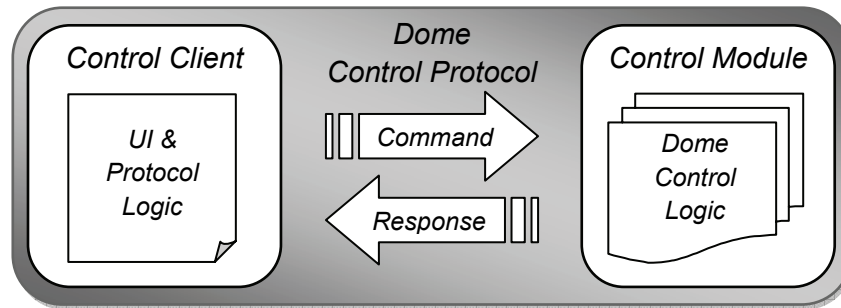 Control Client
UI &
Protocol
Logic
Dome
Control Protocol
Command
Response
Control Module
Dome
Control
Logic